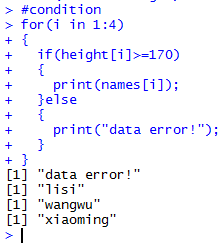 > #condition
> for(i in 1:4)
+ {
+   if(height[i]>=170)
+   {
+     print(names[i]);
+   }else
+   {
+     print("data error!");
+   }
+ }
[1] "data error!"
[1] "lisi"
[1] "wangwu"
[1] "xiaoming"
>